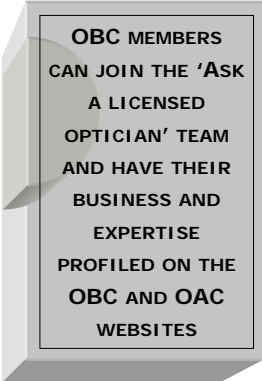 OBC MEMBERS
CAN JOIN THE ‘ASK
A LICENSED
OPTICIAN’ TEAM
AND HAVE THEIR
BUSINESS AND
EXPERTISE
PROFILED ON THE
OBC AND OAC
WEBSITES